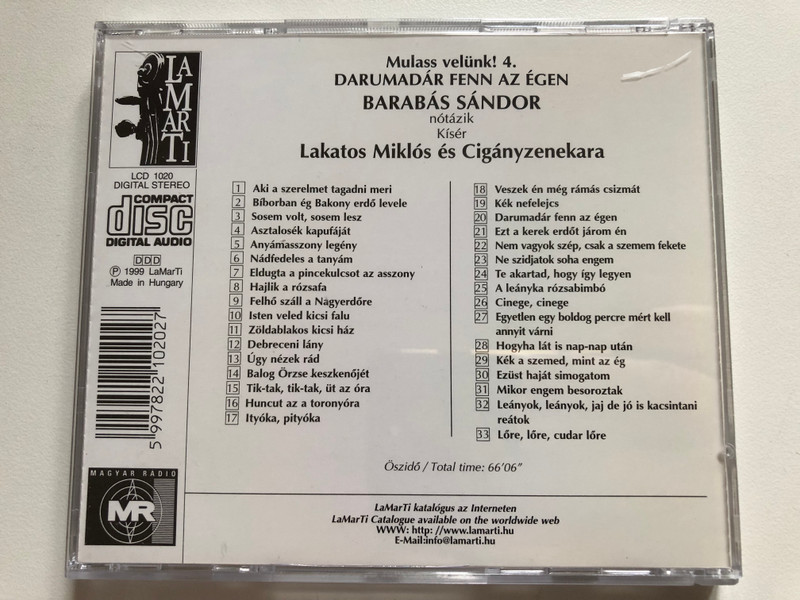 LA
MAR
TI
LCD 1020
DIGITAL STEREO
COMPACT
disc
DIGITAL AUDIO
DDD
℗ 1999 LaMarTi
Made in Hungary
5 997822 102027
MAGYAR RADIO
MR
Mulass velünk! 4.
DARUMADÁR FENN AZ ÉGEN
BARABÁS SÁNDOR
nótázik
Kísér
Lakatos Miklós és Cigányzenekara
1 Aki a szerelmet tagadni meri
2 Bíborban ég Bakony erdő levele
3 Sosem volt, sosem lesz
4 Asztalosék kapufáját
5 Anyámasszony legény
6 Nádfedeles a tanyám
7 Eldugta a pincekulcsot az asszony
8 Hajlik a rózsafa
9 Felhő száll a Nagyerdőre
10 Isten veled kicsi falu
11 Zöldablakos kicsi ház
12 Debreceni lány
13 Úgy nézek rád
14 Balog Örzse keszkenőjét
15 Tik-tak, tik-tak, üt az óra
16 Huncut az a toronyóra
17 Ityóka, pityóka
18 Veszek én még rámás csizmát
19 Kék nefelejcs
20 Darumadár fenn az égen
21 Ezt a kerek erdőt járom én
22 Nem vagyok szép, csak a szemem fekete
23 Ne szidjatok soha engem
24 Te akartad, hogy így legyen
25 A leányka rózsabimbó
26 Cinege, cinege
27 Egyetlen egy boldog percre mért kell
annyit várni
28 Hogyha lát is nap-nap után
29 Kék a szemed, mint az ég
30 Ezüst haját simogatom
31 Mikor engem besoroztak
32 Leányok, leányok, jaj de jó is kacsintani
reátok
33 Lőre, lőre, cudar lőre
Öszidő / Total time: 66'06"
LaMarTi katalógus az Interneten
LaMarTi Catalogue available on the worldwide web
WWW: http: //www.lamarti.hu
E-Mail:info@lamarti.hu